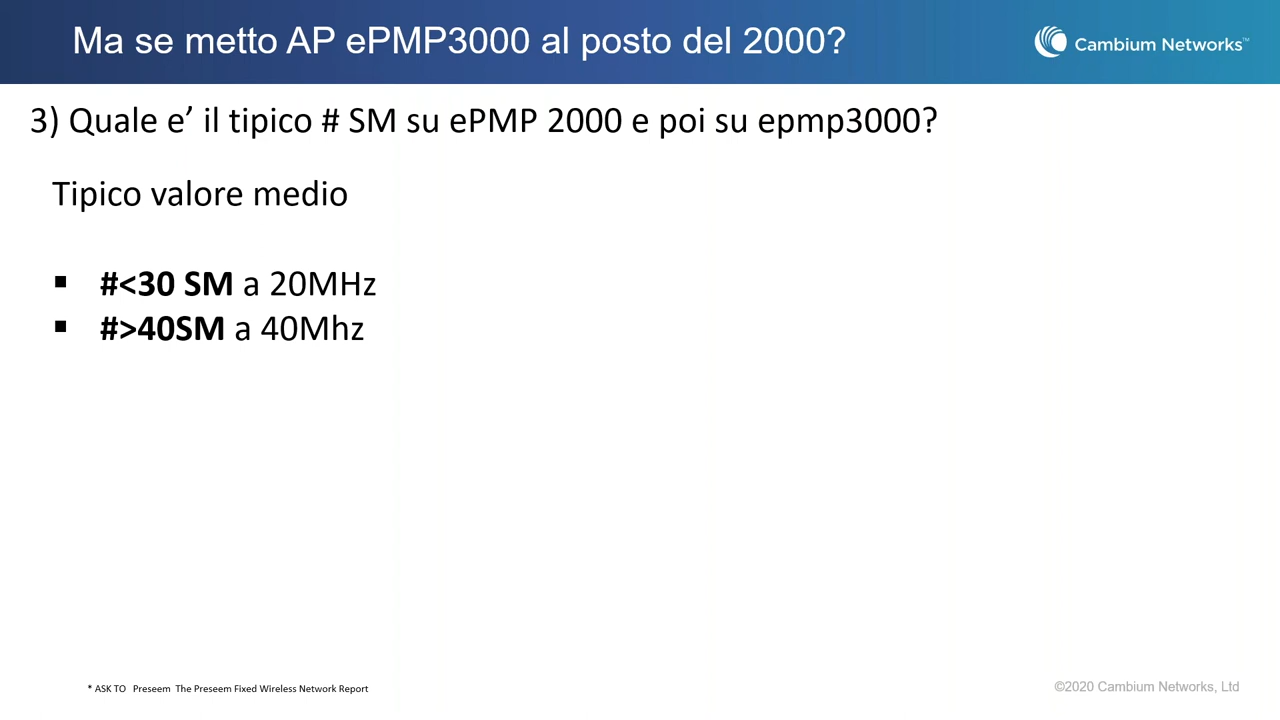 Ma se metto AP ePMP3000 al posto del 2000?
Cambium Networks™
3) Quale e’ il tipico # SM su ePMP 2000 e poi su epmp3000?
Tipico valore medio
▪ #<30 SM a 20MHz
▪ #>40SM a 40Mhz
* ASK TO Preseem The Preseem Fixed Wireless Network Report
©2020 Cambium Networks, Ltd